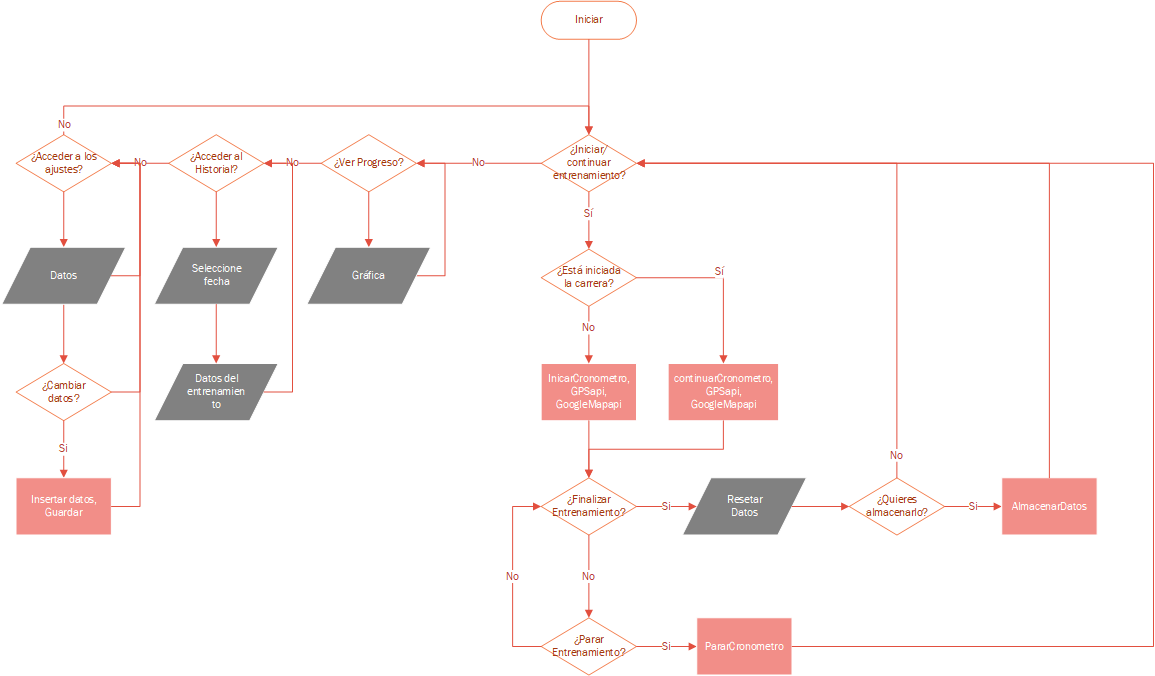 Iniciar
No
¿Acceder a los
ajustes?
No
¿Acceder al
Historial?
No
¿Ver Progreso?
No
¿Iniciar/
continuar
entrenamiento?
Sí
Datos
Seleccione
fecha
Gráfica
¿Está iniciada
la carrera?
Sí
No
¿Cambiar
datos?
Datos del
entrenamien
to
InicarCronometro,
GPSapi,
GoogleMapapi
continuarCronometro,
GPSapi,
GoogleMapapi
Si
No
Insertar datos,
Guardar
¿Finalizar
Entrenamiento?
Si
Resetar
Datos
¿Quieres
almacenarlo?
Si
AlmacenarDatos
No
No
¿Parar
Entrenamiento?
Si
PararCronometro